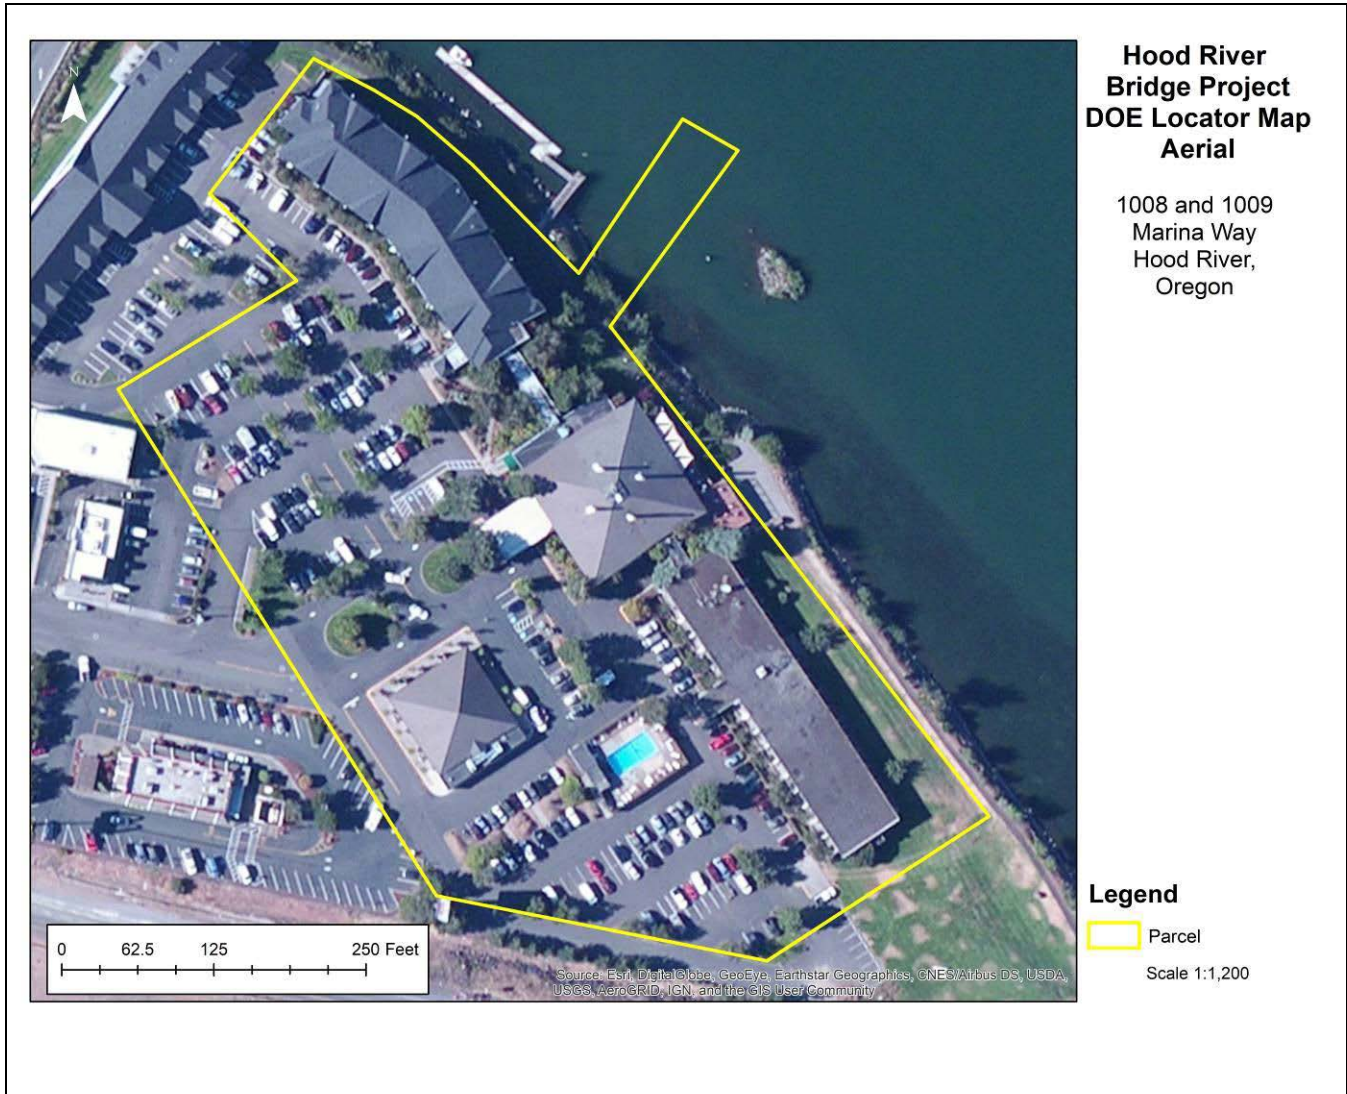 Hood River
Bridge Project
DOE Locator Map
Aerial
1008 and 1009
Marina Way
Hood River,
Oregon
N
Legend
Parcel
Scale 1:1,200
0 62.5 125 250 Feet
Source: Esri, DigitalGlobe, GeoEye, Earthstar Geographics, CNES/Airbus DS, USDA,
USGS, AeroGRID, IGN, and the GIS User Community